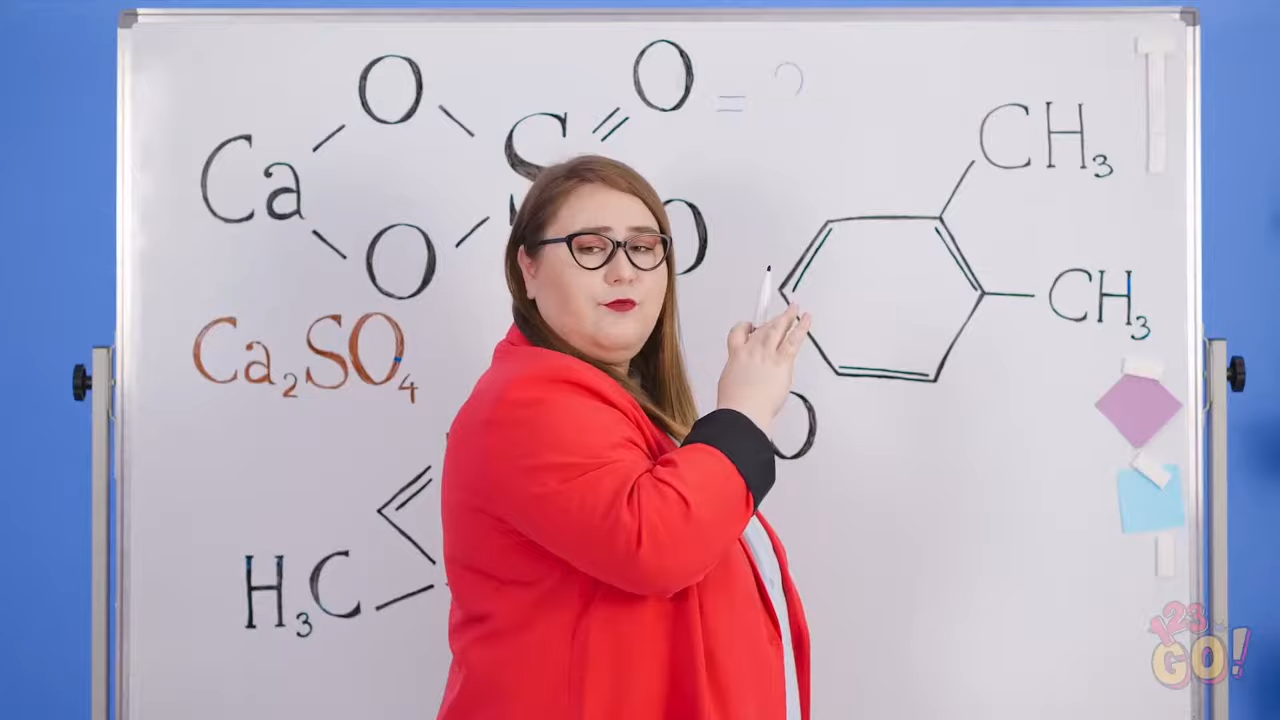 O O = ?
Ca S
O O
CH₃
CH₃
Ca₂SO₄
O
H₃C
123
GO!